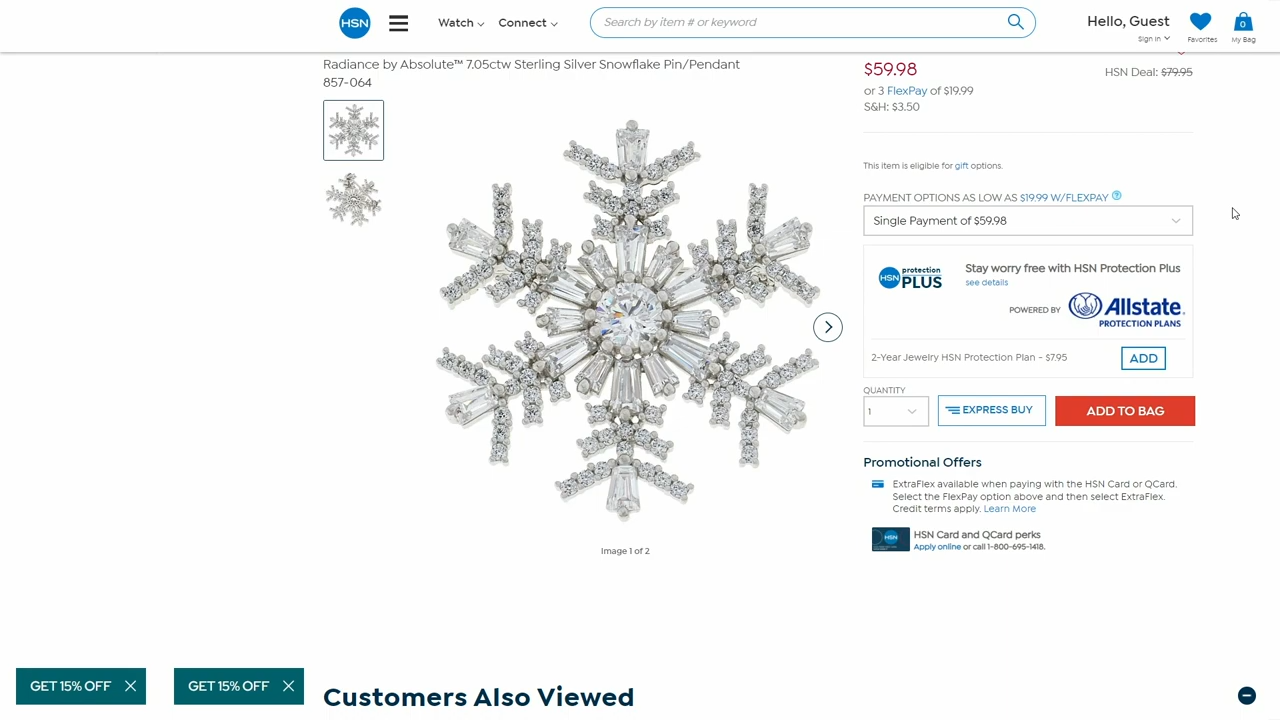 HSN
Watch
Connect
Search by item # or keyword
Hello, Guest
Sign In
Favorites
0
My Bag
Radiance by Absolute™ 7.05ctw Sterling Silver Snowflake Pin/Pendant
857-064
$59.98
HSN Deal: $79.95
or 3 FlexPay of $19.99
S&H: $3.50
This item is eligible for gift options.
PAYMENT OPTIONS AS LOW AS $19.99 W/FLEXPAY ?
Single Payment of $59.98
HSN protection PLUS
Stay worry free with HSN Protection Plus
see details
POWERED BY Allstate.
PROTECTION PLANS
2-Year Jewelry HSN Protection Plan - $7.95
ADD
QUANTITY
1
EXPRESS BUY
ADD TO BAG
Promotional Offers
ExtraFlex available when paying with the HSN Card or QCard.
Select the FlexPay option above and then select ExtraFlex.
Credit terms apply. Learn More
HSN
HSN Card and QCard perks
Apply online or call 1-800-695-1418.
Image 1 of 2
GET 15% OFF
GET 15% OFF
Customers Also Viewed